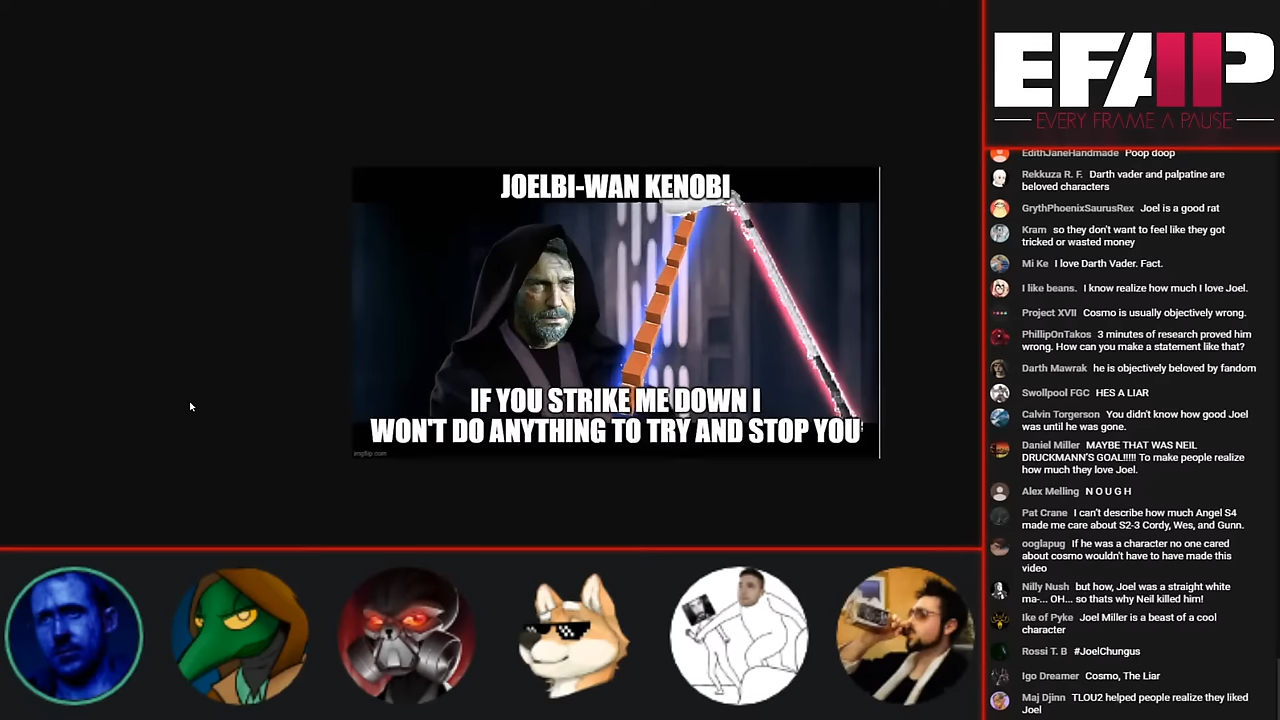 JOELBI-WAN KENOBI
IF YOU STRIKE ME DOWN I
WON'T DO ANYTHING TO TRY AND STOP YOU
imgflip.com
EFAP
EVERY FRAME A PAUSE
EdithJaneHandmade Poop doop
Rekkuza R. F. Darth vader and palpatine are
beloved characters
GrythPhoenixSaurusRex Joel is a good rat
Kram so they don't want to feel like they got
tricked or wasted money
Mi Ke I love Darth Vader. Fact.
I like beans. I know realize how much I love Joel.
Project XVII Cosmo is usually objectively wrong.
PhillipOnTakos 3 minutes of research proved him
wrong. How can you make a statement like that?
Darth Mawrak he is objectively beloved by fandom
Swollpool FGC HES A LIAR
Calvin Torgerson You didn't know how good Joel
was until he was gone.
Daniel Miller MAYBE THAT WAS NEIL
DRUCKMANN'S GOAL!!!!! To make people realize
how much they love Joel.
Alex Melling N O U G H
Pat Crane I can't describe how much Angel S4
made me care about S2-3 Cordy, Wes, and Gunn.
ooglapug If he was a character no one cared
about cosmo wouldn't have to have made this
video
Nilly Nush but how, Joel was a straight white
ma-... OH... so thats why Neil killed him!
Ike of Pyke Joel Miller is a beast of a cool
character
Rossi T. B #JoelChungus
Igo Dreamer Cosmo, The Liar
Maj Djinn TLOU2 helped people realize they liked
Joel